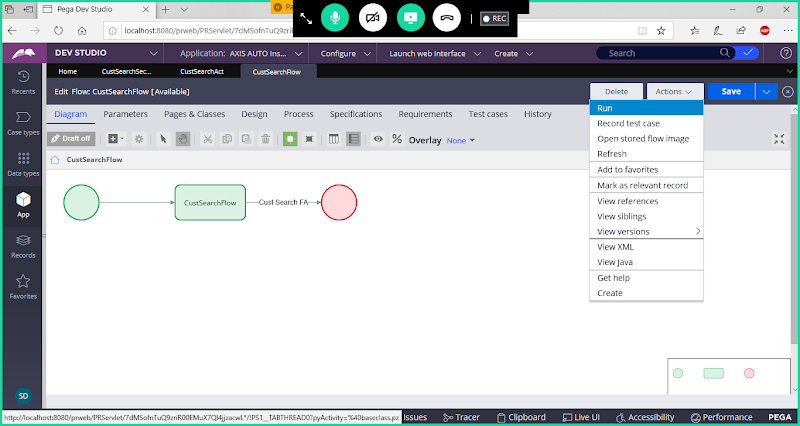 Pega Dev Studio
Pa
REC
localhost:8080/prweb/PRServlet/7dMSofnTuQ9zri
DEV STUDIO
Application: AXIS AUTO Ins...
Configure
Launch web interface
Create
Search
Home
CustSearchSec...
CustSearchAct
CustSearchFlow
Recents
Edit Flow: CustSearchFlow [Available]
Delete
Actions
Save
Diagram
Parameters
Pages & Classes
Design
Process
Specifications
Requirements
Test cases
History
Case types
Draft off
Overlay
None
Data types
CustSearchFlow
Run
Record test case
Open stored flow image
Refresh
Add to favorites
Mark as relevant record
View references
View siblings
View versions
View XML
View Java
Get help
Create
App
CustSearchFlow
Cust Search FA
Records
Favorites
SD
ABP
http://localhost:8080/prweb/PRServlet/7dMSofnTuQ9zriR00EMuX7QI4jjzacwL*/!PS1__TABTHREAD0?pyActivity=%40baseclass.pz
Issues
Tracer
Clipboard
Live UI
Accessibility
Performance
PEGA